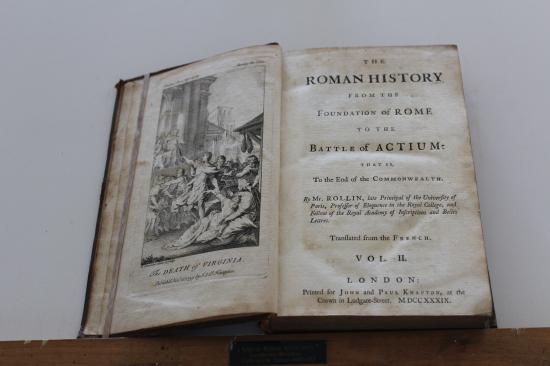 The DEATH of VIRGINIA.
THE
ROMAN HISTORY
FROM THE
FOUNDATION of ROME
TO THE
BATTLE of ACTIUM:
THAT IS,
To the End of the COMMONWEALTH.
By Mr. ROLLIN, late Principal of the University of
Paris, Professor of Eloquence in the Royal College, and
Fellow of the Royal Academy of Inscriptions and Belles
Lettres.
Translated from the FRENCH.
VOL. II.
LONDON:
Printed for JOHN and PAUL KNAPTON, at the
Crown in Ludgate-Street. MDCCXXXIX.